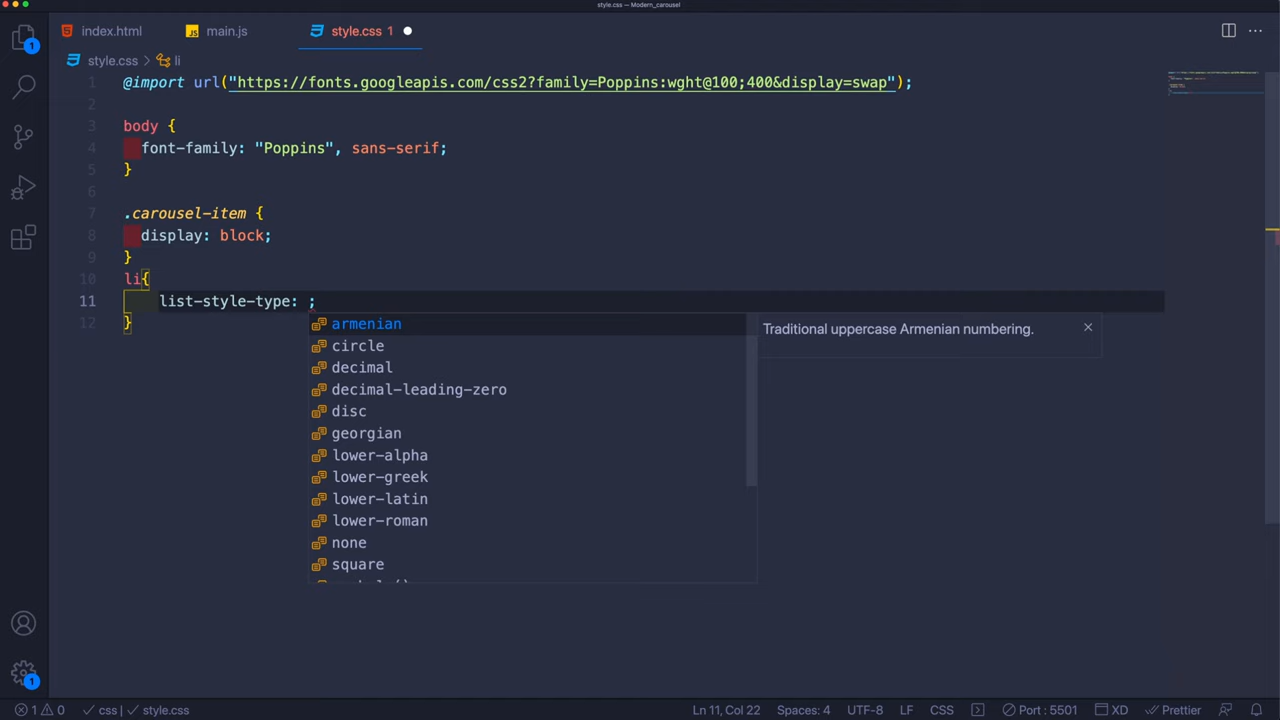 style.css — Modern_carousel
index.html
main.js
style.css 1
1
style.css
li
1 @import url("https://fonts.googleapis.com/css2?family=Poppins:wght@100;400&display=swap");
2
3 body {
4 font-family: "Poppins", sans-serif;
5 }
6
7 .carousel-item {
8 display: block;
9 }
10 li{
11 list-style-type: ;
12 }
armenian
Traditional uppercase Armenian numbering.
circle
decimal
decimal-leading-zero
disc
georgian
lower-alpha
lower-greek
lower-latin
lower-roman
none
square
1
1 0 css | style.css Ln 11, Col 22 Spaces: 4 UTF-8 LF CSS Port : 5501 XD Prettier